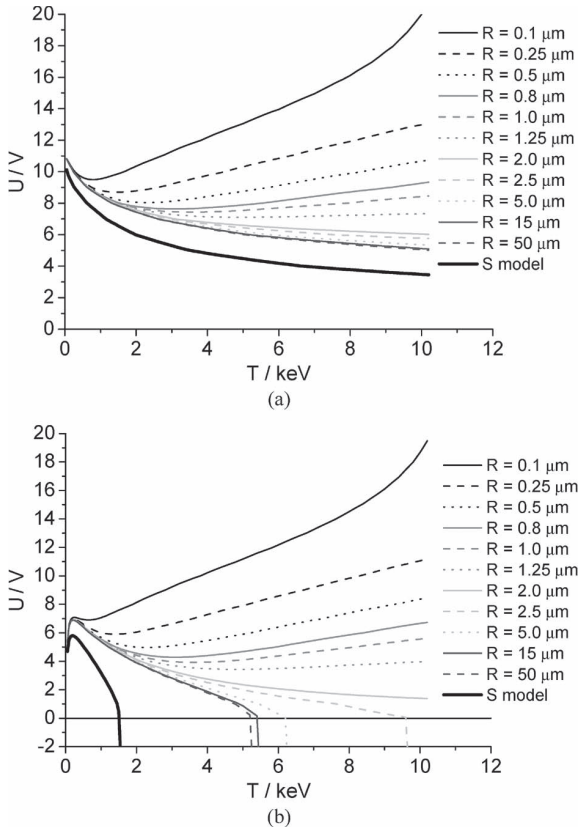 20
18
16
14
12
10
8
6
4
2
0
U / V
R = 0.1 μm
R = 0.25 μm
R = 0.5 μm
R = 0.8 μm
R = 1.0 μm
R = 1.25 μm
R = 2.0 μm
R = 2.5 μm
R = 5.0 μm
R = 15 μm
R = 50 μm
S model
0 2 4 6 8 10 12
T / keV
(a)
20
18
16
14
12
10
8
6
4
2
0
-2
U / V
R = 0.1 μm
R = 0.25 μm
R = 0.5 μm
R = 0.8 μm
R = 1.0 μm
R = 1.25 μm
R = 2.0 μm
R = 2.5 μm
R = 5.0 μm
R = 15 μm
R = 50 μm
S model
0 2 4 6 8 10 12
T / keV
(b)